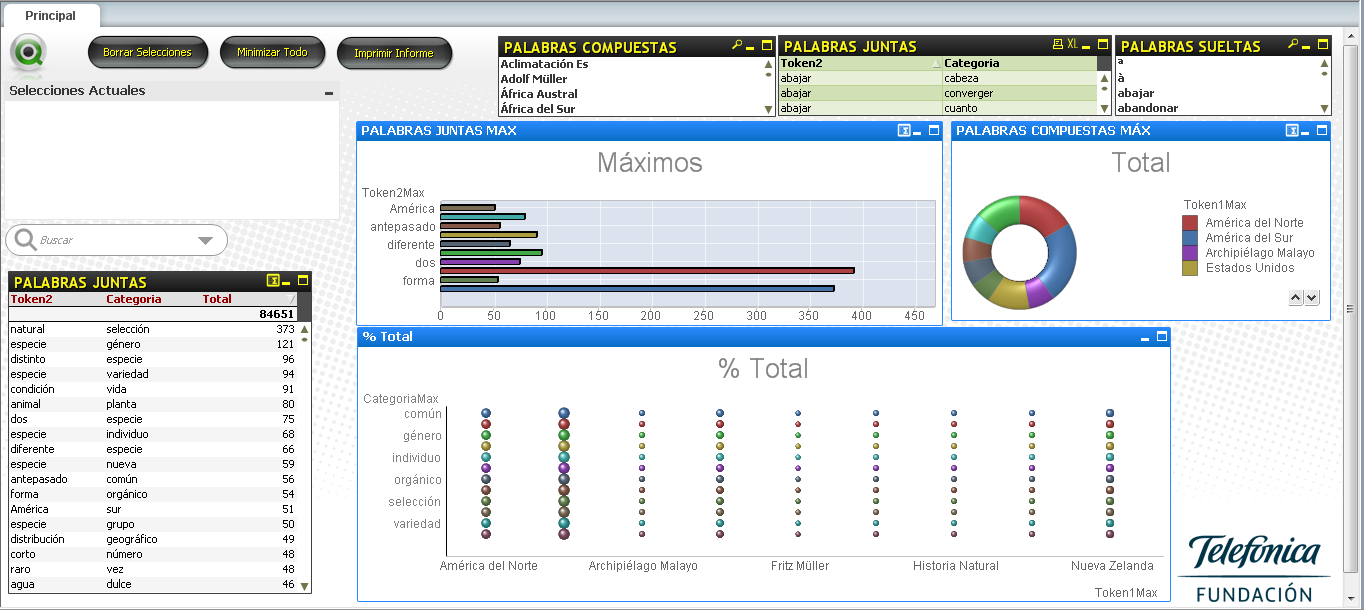 Principal
Borrar Selecciones
Minimizar Todo
Imprimir Informe
Selecciones Actuales
Buscar
PALABRAS COMPUESTAS
Aclimatación Es
Adolf Müller
África Austral
África del Sur
PALABRAS JUNTAS XL
Token2 Categoria
abajar cabeza
abajar converger
abajar cuanto
PALABRAS SUELTAS
ª
à
abajar
abandonar
PALABRAS JUNTAS MAX
Máximos
Token2Max
América
antepasado
diferente
dos
forma
0 50 100 150 200 250 300 350 400 450
PALABRAS COMPUESTAS MÁX
Total
Token1Max
América del Norte
América del Sur
Archipiélago Malayo
Estados Unidos
PALABRAS JUNTAS
Token2 Categoria Total
84651
natural selección 373
especie género 121
distinto especie 96
especie variedad 94
condición vida 91
animal planta 80
dos especie 75
especie individuo 68
diferente especie 66
especie nueva 59
antepasado común 56
forma orgánico 54
América sur 51
especie grupo 50
distribución geográfico 49
corto número 48
raro vez 48
agua dulce 46
% Total
% Total
CategoriaMax
común
género
individuo
orgánico
selección
variedad
América del Norte Archipiélago Malayo Fritz Müller Historia Natural Nueva Zelanda
Token1Max
Telefónica
FUNDACIÓN